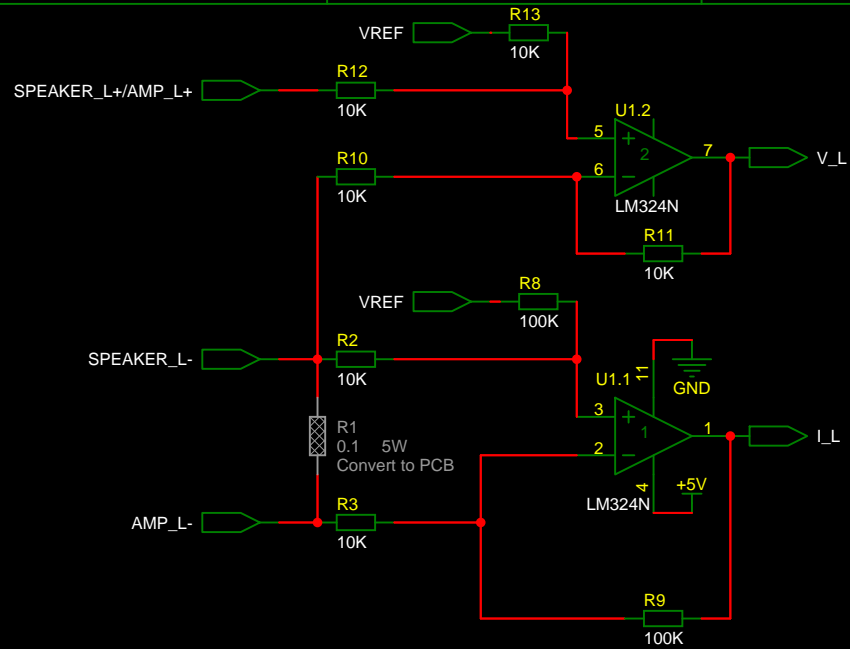 R13
VREF
10K
R12
SPEAKER_L+/AMP_L+
10K
U1.2
5
+
2
7
V_L
R10
6
−
10K
LM324N
R11
10K
R8
VREF
100K
R2
SPEAKER_L-
10K
11
GND
U1.1
3
+
1
1
I_L
2
−
R1
0.1 5W
Convert to PCB
4
+5V
LM324N
R3
AMP_L-
10K
R9
100K